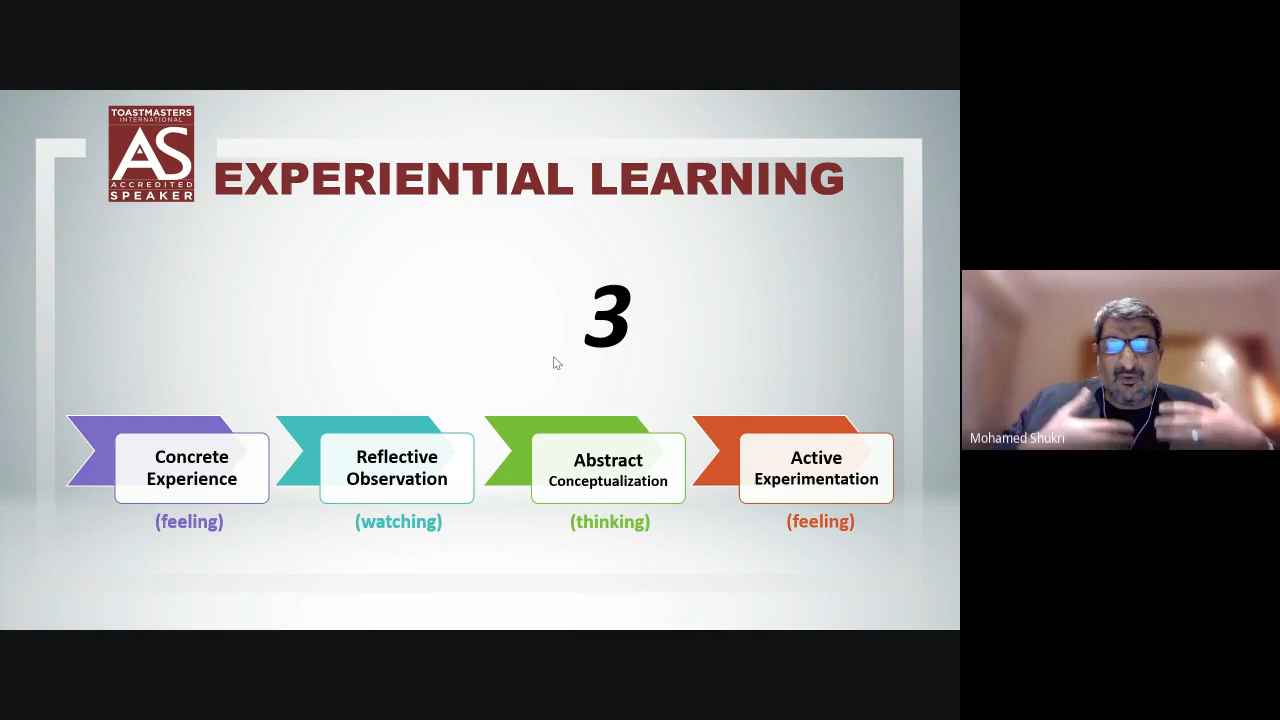 TOASTMASTERS
INTERNATIONAL
AS
ACCREDITED
SPEAKER
EXPERIENTIAL LEARNING
3
Concrete
Experience
Reflective
Observation
Abstract
Conceptualization
Active
Experimentation
(feeling)
(watching)
(thinking)
(feeling)
Mohamed Shukri